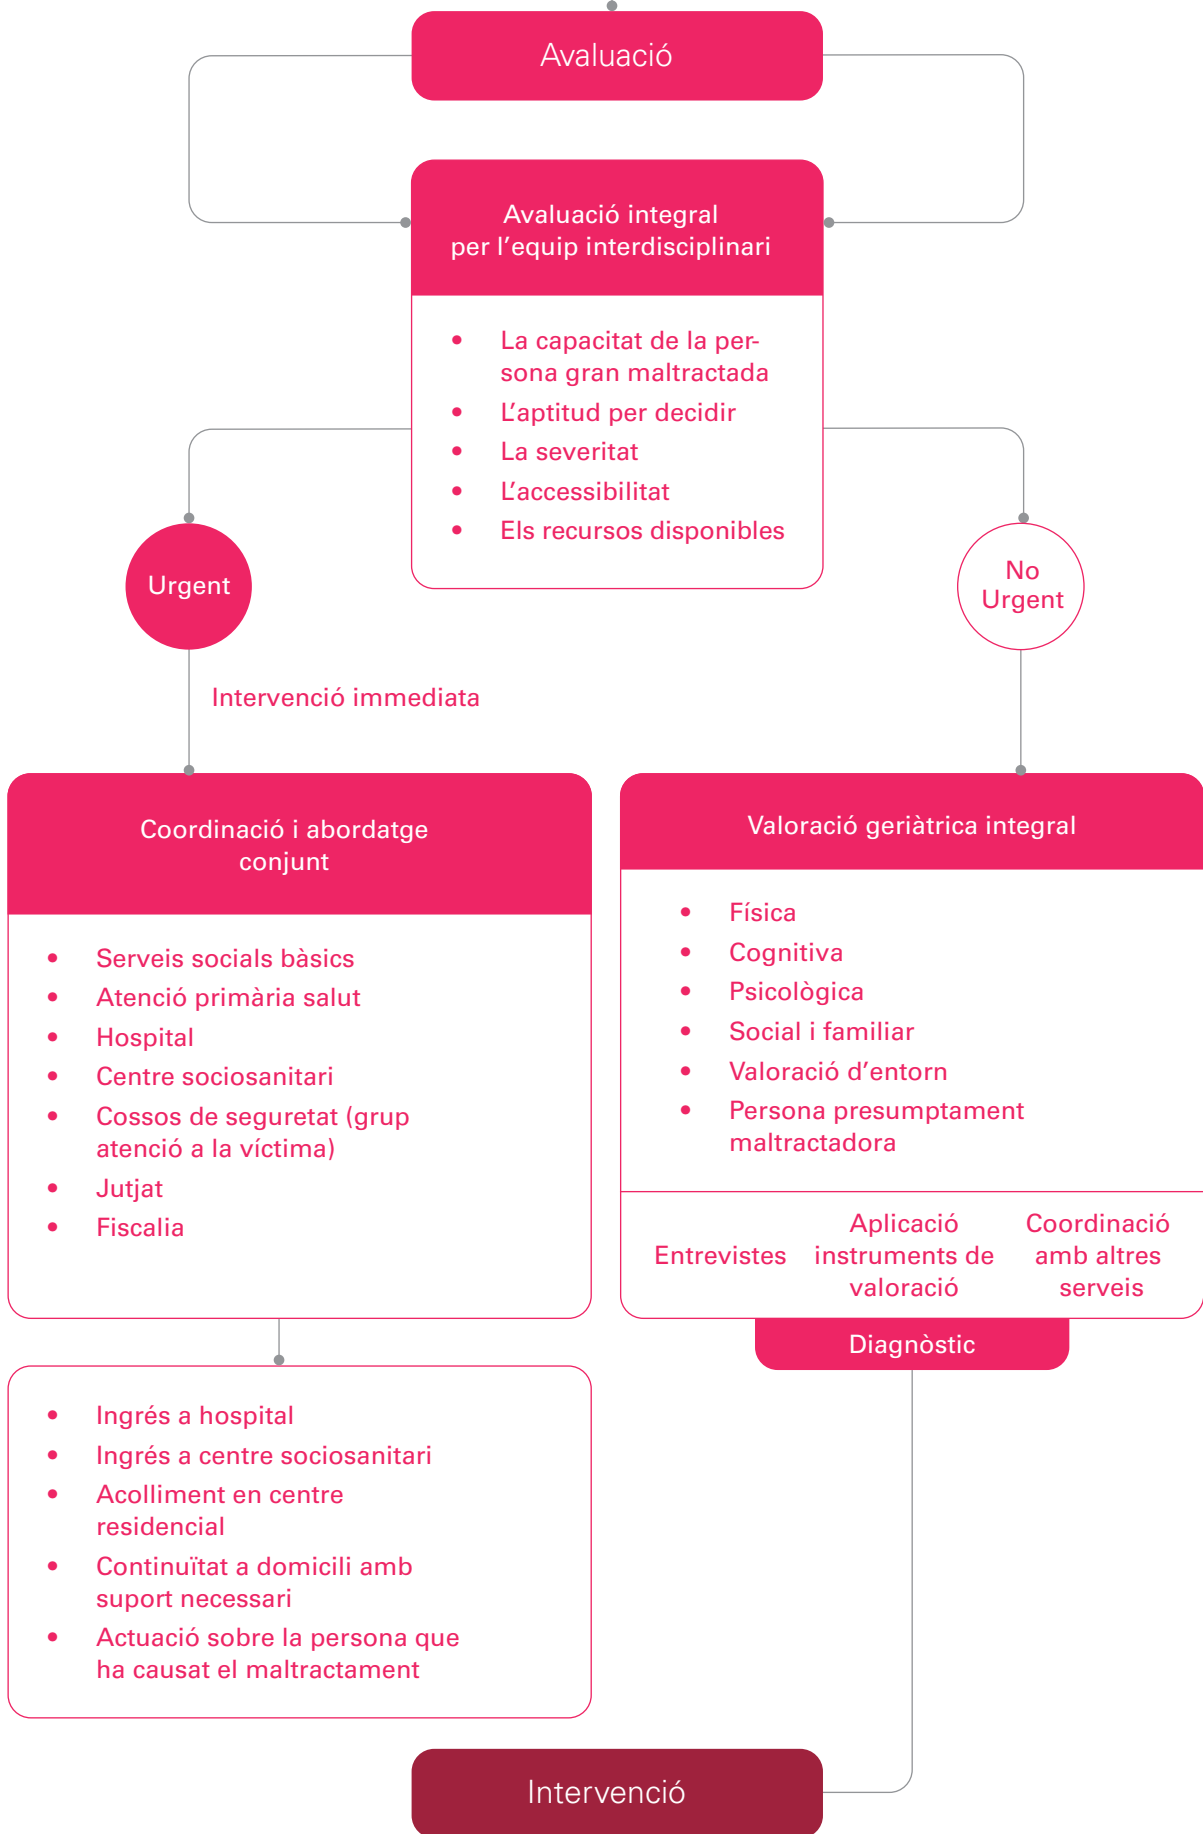 Avaluació
Avaluació integral
per l'equip interdisciplinari
• La capacitat de la per-
sona gran maltractada
• L'aptitud per decidir
• La severitat
• L'accessibilitat
• Els recursos disponibles
Urgent
No
Urgent
Intervenció immediata
Coordinació i abordatge
conjunt
• Serveis socials bàsics
• Atenció primària salut
• Hospital
• Centre sociosanitari
• Cossos de seguretat (grup
atenció a la víctima)
• Jutjat
• Fiscalia
Valoració geriàtrica integral
• Física
• Cognitiva
• Psicològica
• Social i familiar
• Valoració d'entorn
• Persona presumptament
maltractadora
Entrevistes
Aplicació
instruments de
valoració
Coordinació
amb altres
serveis
Diagnòstic
• Ingrés a hospital
• Ingrés a centre sociosanitari
• Acolliment en centre
residencial
• Continuïtat a domicili amb
suport necessari
• Actuació sobre la persona que
ha causat el maltractament
Intervenció